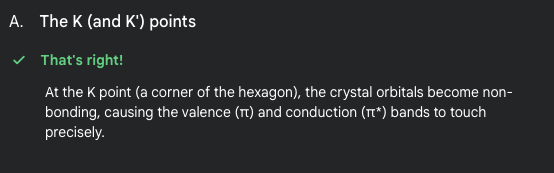 A. The K (and K') points
That's right!
At the K point (a corner of the hexagon), the crystal orbitals become non-
bonding, causing the valence (π) and conduction (π*) bands to touch
precisely.